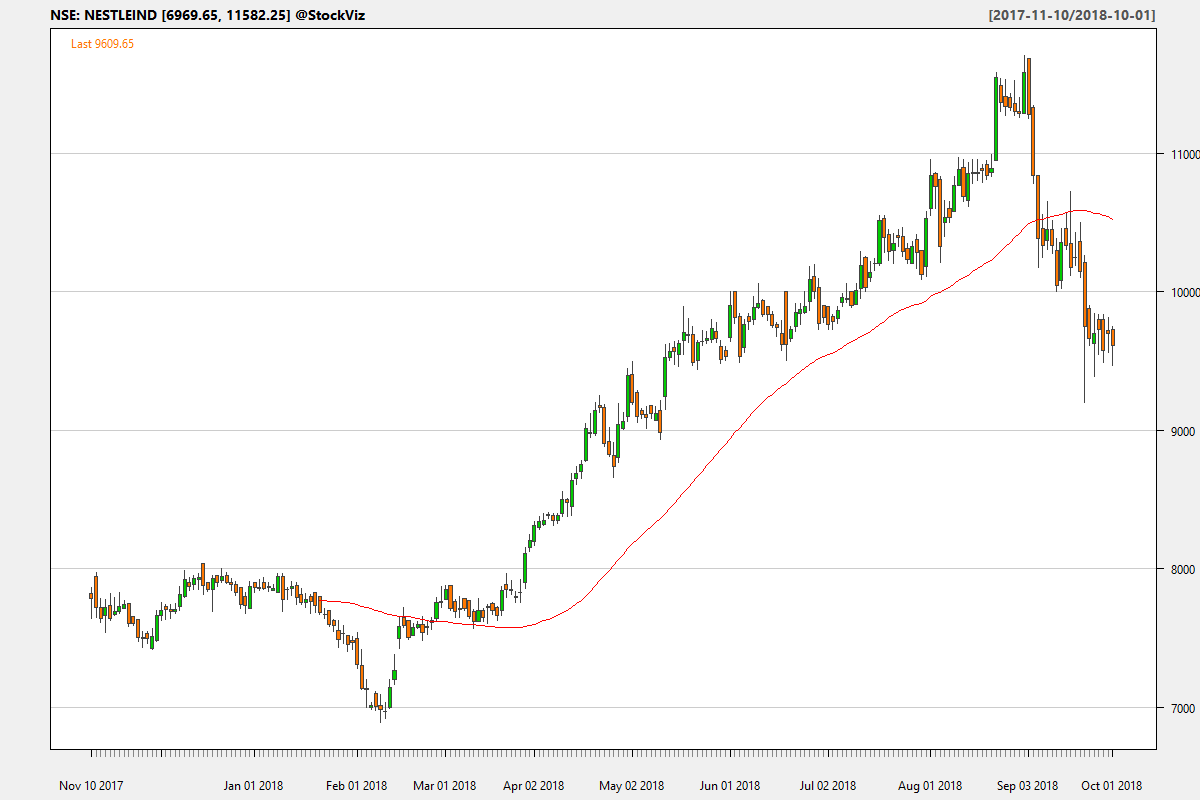 NSE: NESTLEIND [6969.65, 11582.25] @StockViz
[2017-11-10/2018-10-01]
Last 9609.65
11000
10000
9000
8000
7000
Nov 10 2017
Jan 01 2018
Feb 01 2018
Mar 01 2018
Apr 02 2018
May 02 2018
Jun 01 2018
Jul 02 2018
Aug 01 2018
Sep 03 2018
Oct 01 2018